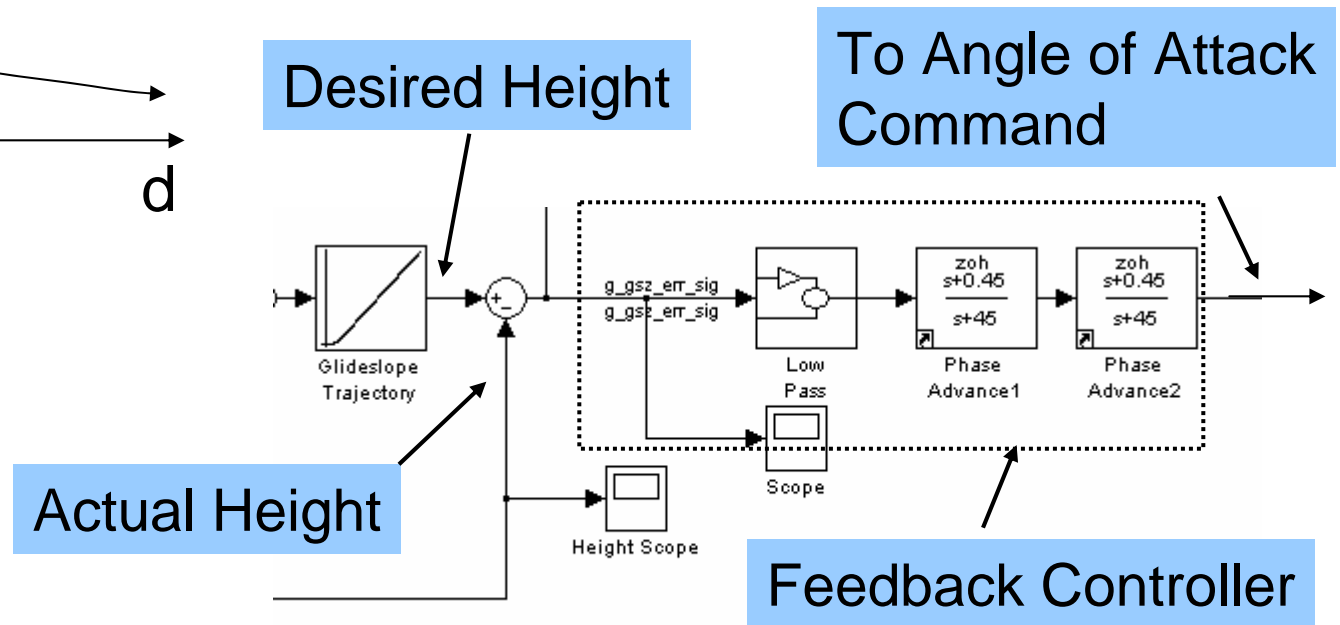 To Angle of Attack
Command
Desired Height
d
+
-
g_gsz_err_sig
g_gsz_err_sig
zoh
s+0.45
s+45
zoh
s+0.45
s+45
Glideslope
Trajectory
Low
Pass
Phase
Advance1
Phase
Advance2
Actual Height
Scope
Height Scope
Feedback Controller